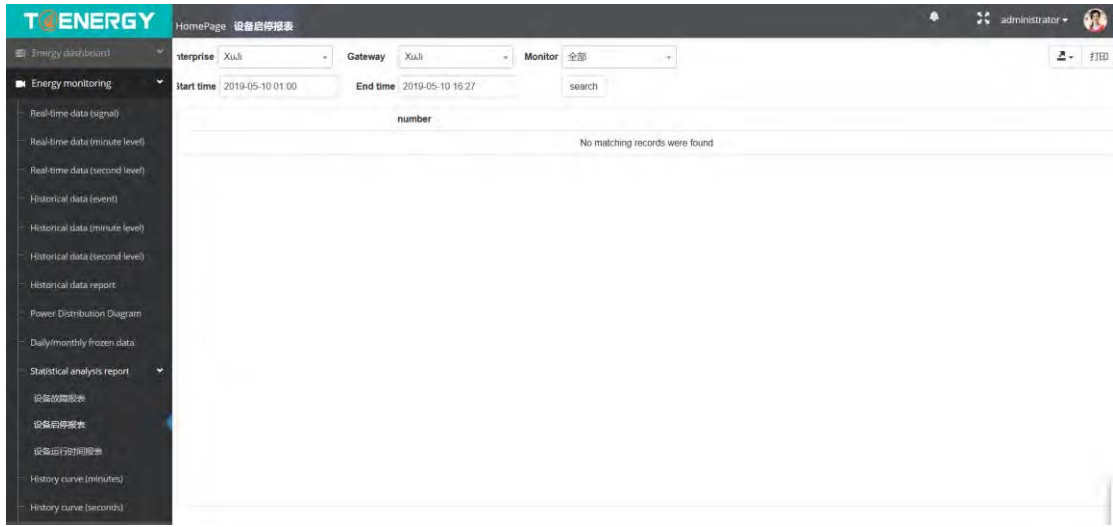 TOENERGY HomePage 设备启停报表 administrator
Energy dashboard
nterprise XuJi Gateway XuJi Monitor 全部 打印
Energy monitoring
Start time 2019-05-10 01:00 End time 2019-05-10 16:27 search
Real-time data (signal)
number
Real-time data (minute level)
No matching records were found
Real-time data (second level)
Historical data (event)
Historical data (minute level)
Historical data (second level)
Historical data report
Power Distribution Diagram
Daily/monthly frozen data
Statistical analysis report
设备故障报表
设备启停报表
设备运行时间报表
History curve (minutes)
History curve (seconds)